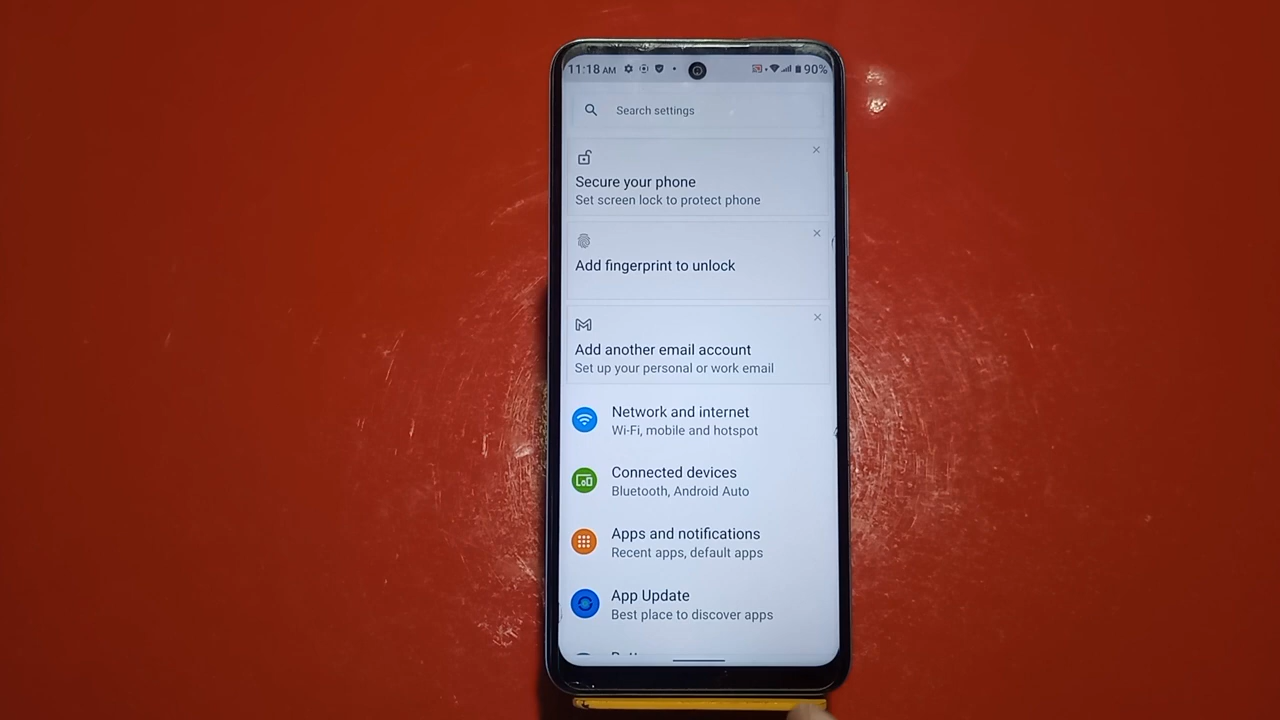 11:18 AM 90%
Search settings
Secure your phone
Set screen lock to protect phone
Add fingerprint to unlock
Add another email account
Set up your personal or work email
Network and internet
Wi-Fi, mobile and hotspot
Connected devices
Bluetooth, Android Auto
Apps and notifications
Recent apps, default apps
App Update
Best place to discover apps